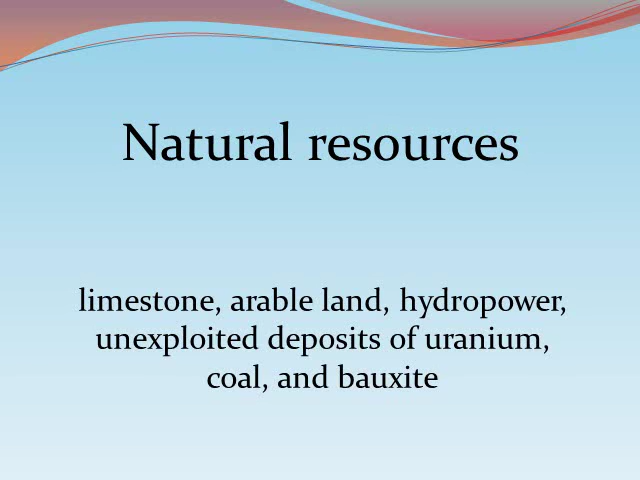 Natural resources
limestone, arable land, hydropower,
unexploited deposits of uranium,
coal, and bauxite